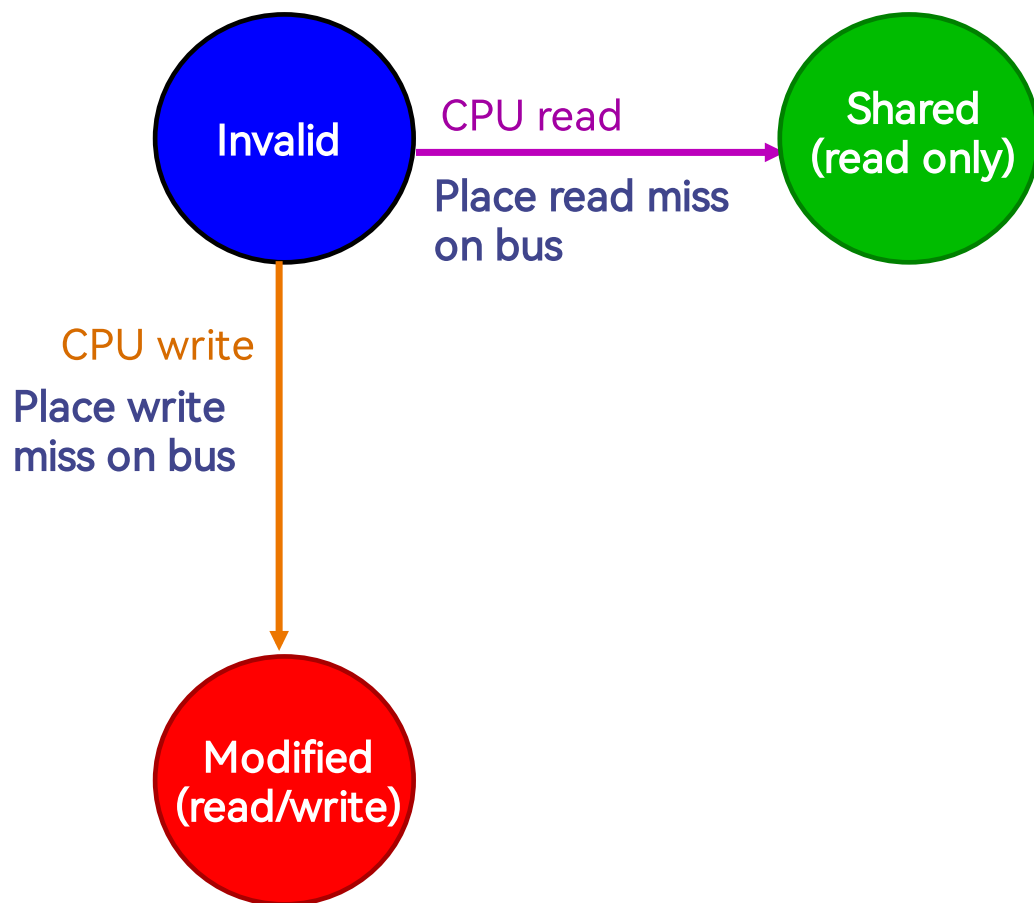 Invalid
CPU read
Place read miss
on bus
Shared
(read only)
CPU write
Place write
miss on bus
Modified
(read/write)